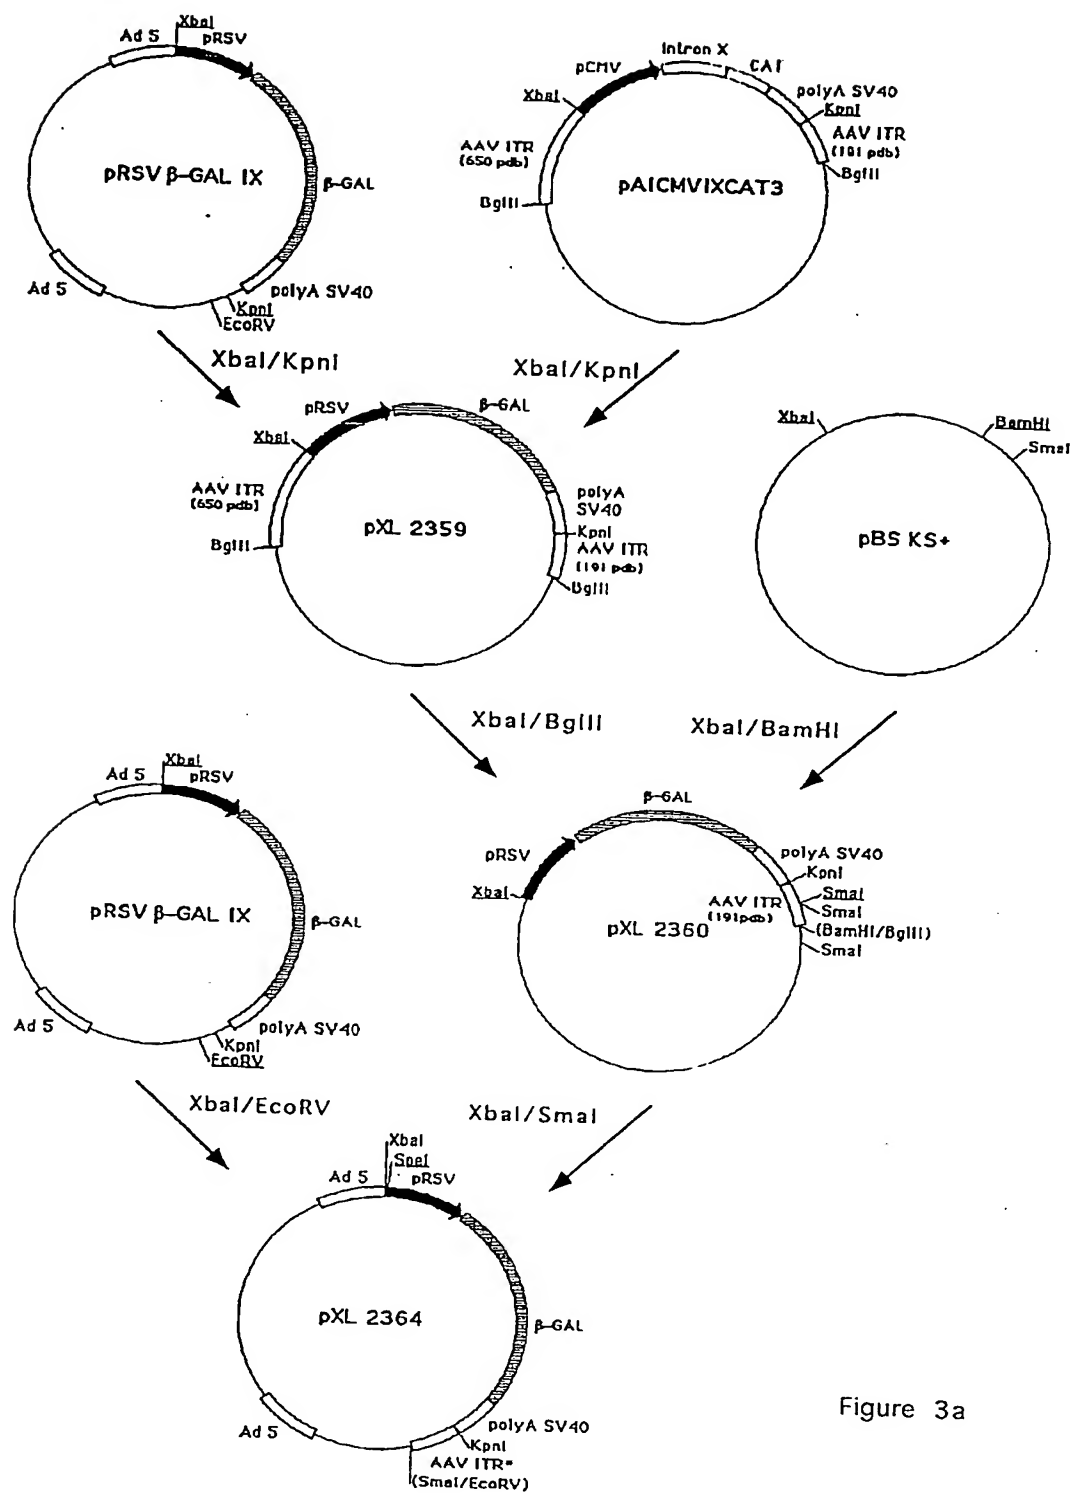 XbaI
Ad 5
pRSV
pRSV β-GAL IX
β-GAL
Ad 5
polyA SV40
KpnI
EcoRV
intron X
pCMV
CAT
XbaI
polyA SV40
KpnI
AAV ITR
(650 pdb)
AAV ITR
(191 pdb)
pAICMVIXCAT3
BglII
BglII
XbaI/KpnI
XbaI/KpnI
pRSV
β-GAL
XbaI
AAV ITR
(650 pdb)
polyA
SV40
pXL 2359
KpnI
BglII
AAV ITR
(191 pdb)
BglII
XbaI
BamHI
SmaI
pBS KS+
XbaI/BglII
XbaI/BamHI
XbaI
Ad 5
pRSV
pRSV β-GAL IX
β-GAL
Ad 5
polyA SV40
KpnI
EcoRV
β-GAL
pRSV
polyA SV40
XbaI
KpnI
AAV ITR
(191pdb)
SmaI
SmaI
pXL 2360
(BamHI/BglII)
SmaI
XbaI/EcoRV
XbaI/SmaI
XbaI
SpeI
Ad 5
pRSV
pXL 2364
β-GAL
Ad 5
polyA SV40
KpnI
AAV ITR*
(SmaI/EcoRV)
Figure 3a